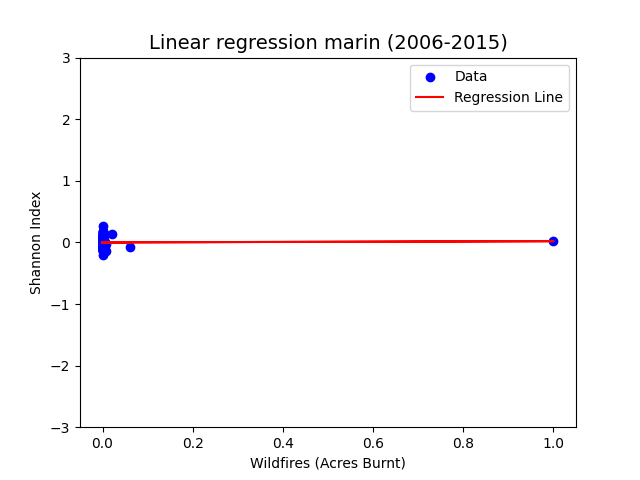 Linear regression marin (2006-2015)
Data
Regression Line
3
2
1
0
−1
−2
−3
Shannon Index
0.0 0.2 0.4 0.6 0.8 1.0
Wildfires (Acres Burnt)